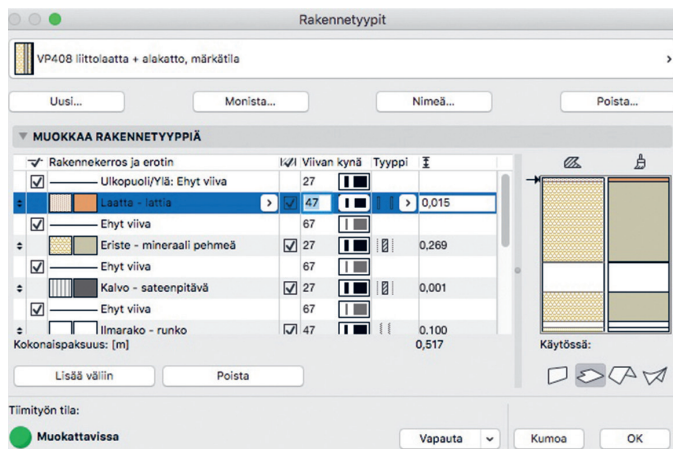 Rakennetyypit
VP408 liittolaatta + alakatto, märkätila
Uusi... Monista... Nimeä... Poista...
MUOKKAA RAKENNETYYPPIÄ
Rakennekerros ja erotin Viivan kynä Tyyppi
Ulkopuoli/Ylä: Ehyt viiva 27
Laatta - lattia 47 0,015
Ehyt viiva 67
Eriste - mineraali pehmeä 27 0,269
Ehyt viiva 67
Kalvo - sateenpitävä 27 0,001
Ehyt viiva 67
Ilmarako - runko 47 0,100
Kokonaispaksuus: [m] 0,517 Käytössä:
Lisää väliin Poista
Tiimityön tila:
Muokattavissa Vapauta Kumoa OK